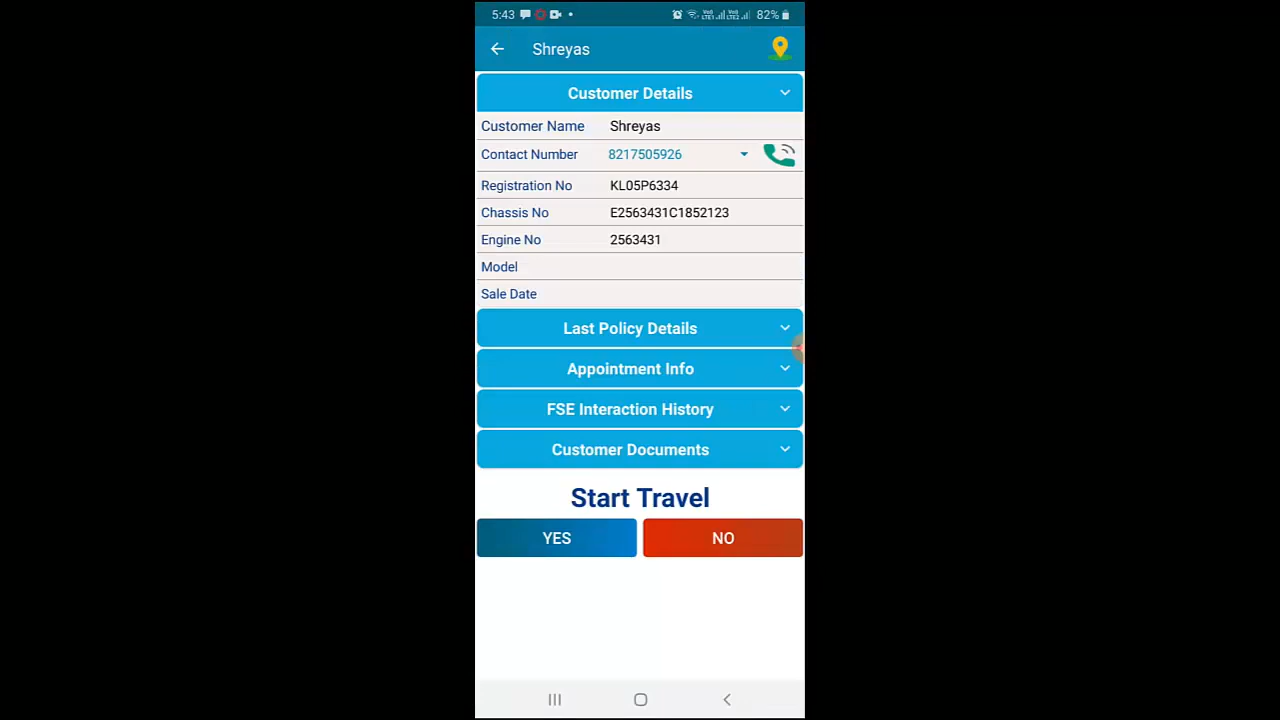 5:43 82%
Shreyas
Customer Details
Customer Name Shreyas
Contact Number 8217505926
Registration No KL05P6334
Chassis No E2563431C1852123
Engine No 2563431
Model
Sale Date
Last Policy Details
Appointment Info
FSE Interaction History
Customer Documents
Start Travel
YES NO